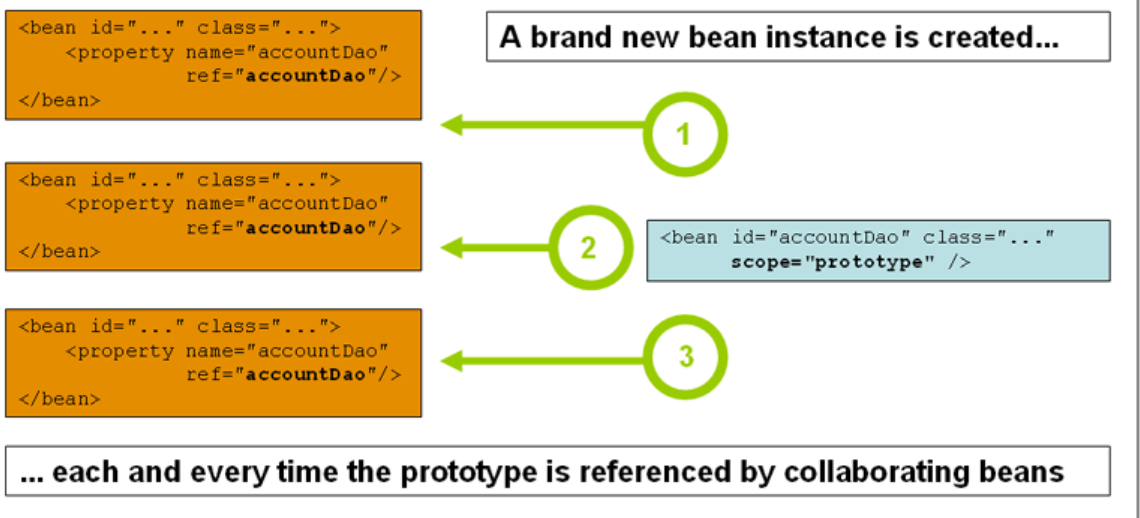 <bean id="..." class="...">
<property name="accountDao"
ref="accountDao"/>
</bean>
A brand new bean instance is created...
1
<bean id="..." class="...">
<property name="accountDao"
ref="accountDao"/>
</bean>
2
<bean id="accountDao" class="..."
scope="prototype" />
<bean id="..." class="...">
<property name="accountDao"
ref="accountDao"/>
</bean>
3
... each and every time the prototype is referenced by collaborating beans